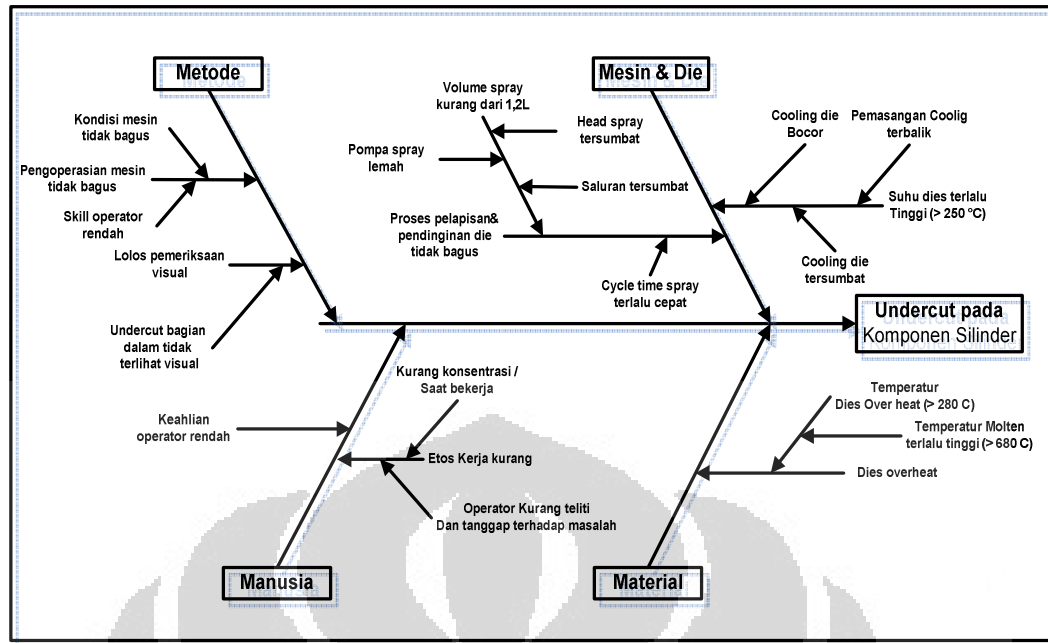 Metode
Kondisi mesin
tidak bagus
Pengoperasian mesin
tidak bagus
Skill operator
rendah
Lolos pemeriksaan
visual
Undercut bagian
dalam tidak
terlihat visual
Mesin & Die
Volume spray
kurang dari 1,2L
Head spray
tersumbat
Pompa spray
lemah
Saluran tersumbat
Proses pelapisan&
pendinginan die
tidak bagus
Cycle time spray
terlalu cepat
Cooling die
Bocor
Pemasangan Coolig
terbalik
Suhu dies terlalu
Tinggi (> 250 ºC)
Cooling die
tersumbat
Undercut pada
Komponen Silinder
Kurang konsentrasi /
Saat bekerja
Keahlian
operator rendah
Etos Kerja kurang
Operator Kurang teliti
Dan tanggap terhadap masalah
Manusia
Temperatur
Dies Over heat (> 280 C)
Temperatur Molten
terlalu tinggi (> 680 C)
Dies overheat
Material